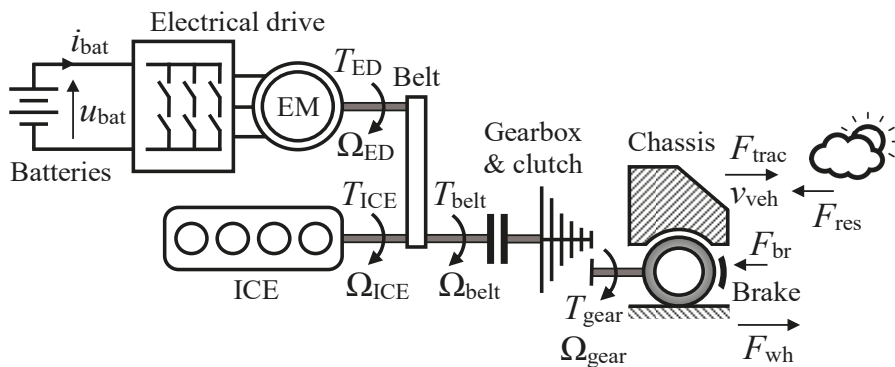 Electrical drive
i_bat
u_bat
Batteries
EM
T_ED
Ω_ED
Belt
T_ICE
Ω_ICE
ICE
T_belt
Ω_belt
Gearbox
& clutch
T_gear
Ω_gear
Chassis
F_trac
v_veh
F_res
F_br
Brake
F_wh